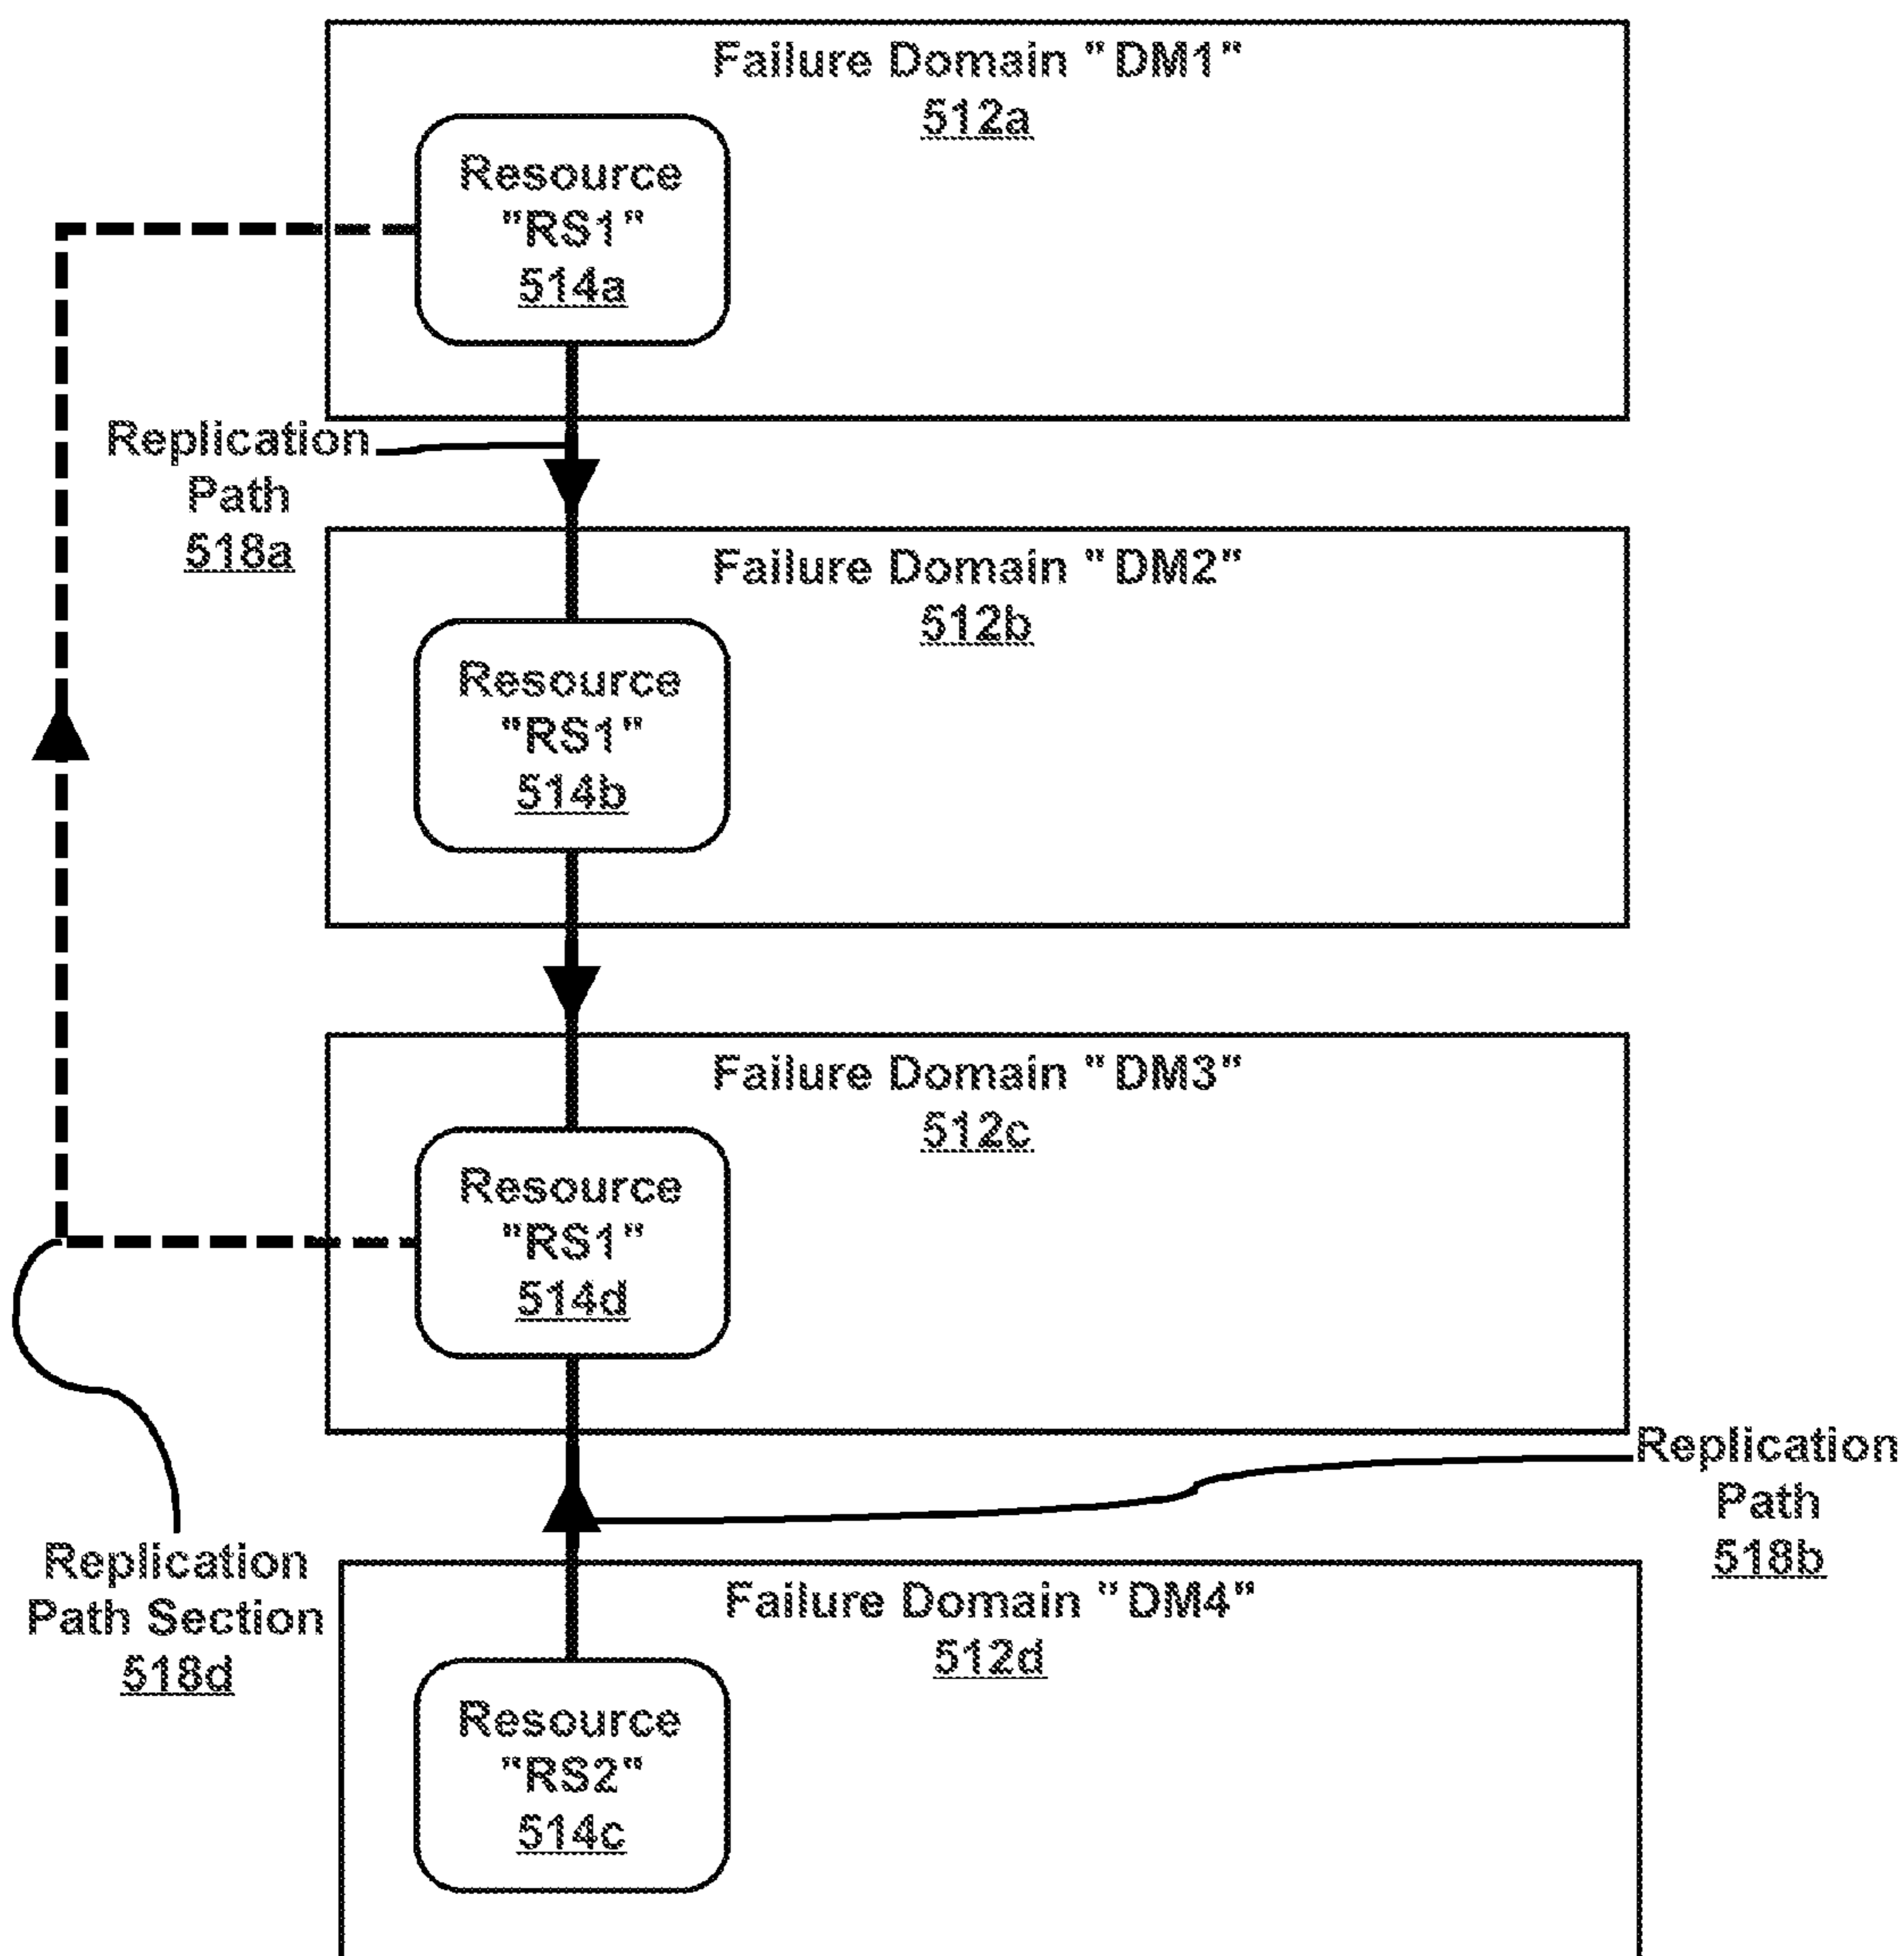 Failure Domain "DM1"
512a
Resource
"RS1"
514a
Replication
Path
518a
Failure Domain "DM2"
512b
Resource
"RS1"
514b
Failure Domain "DM3"
512c
Resource
"RS1"
514d
Replication
Path
518b
Replication
Path Section
518d
Failure Domain "DM4"
512d
Resource
"RS2"
514c